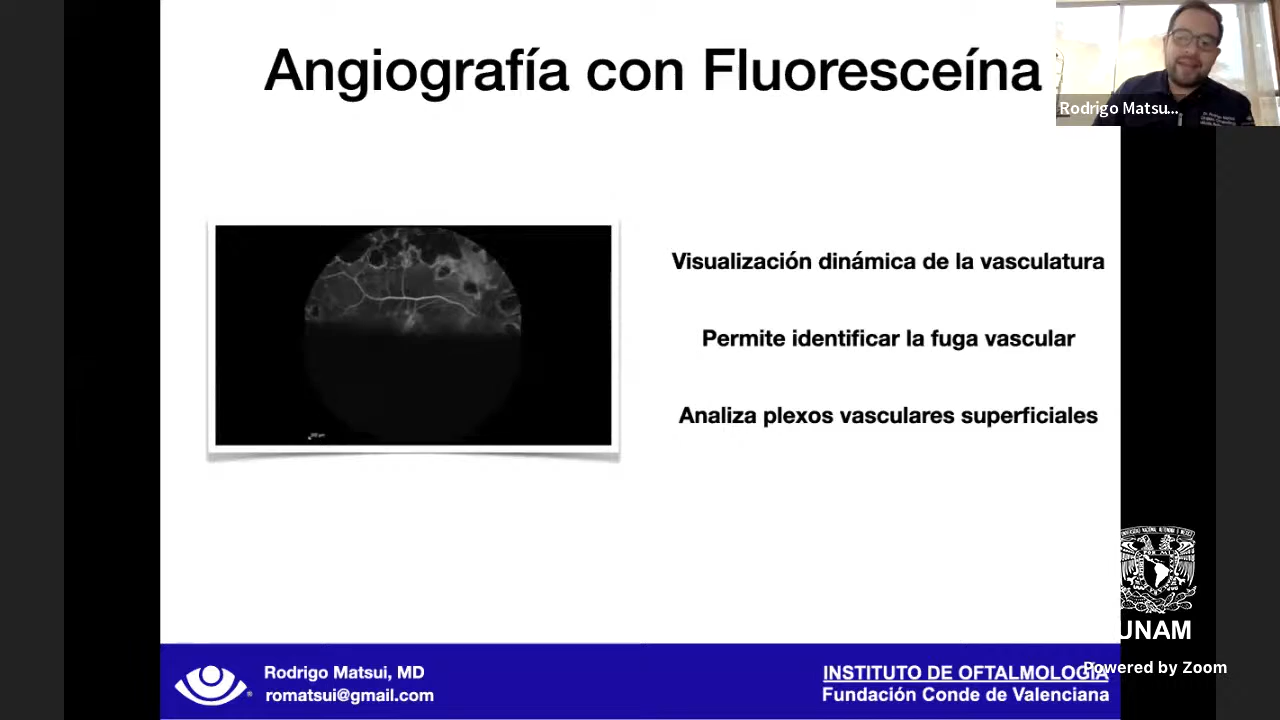 Angiografía con Fluoresceína
Rodrigo Matsu...
Visualización dinámica de la vasculatura
Permite identificar la fuga vascular
Analiza plexos vasculares superficiales
UNAM
Rodrigo Matsui, MD
romatsui@gmail.com
INSTITUTO DE OFTALMOLOGÍA
Fundación Conde de Valenciana
Powered by Zoom